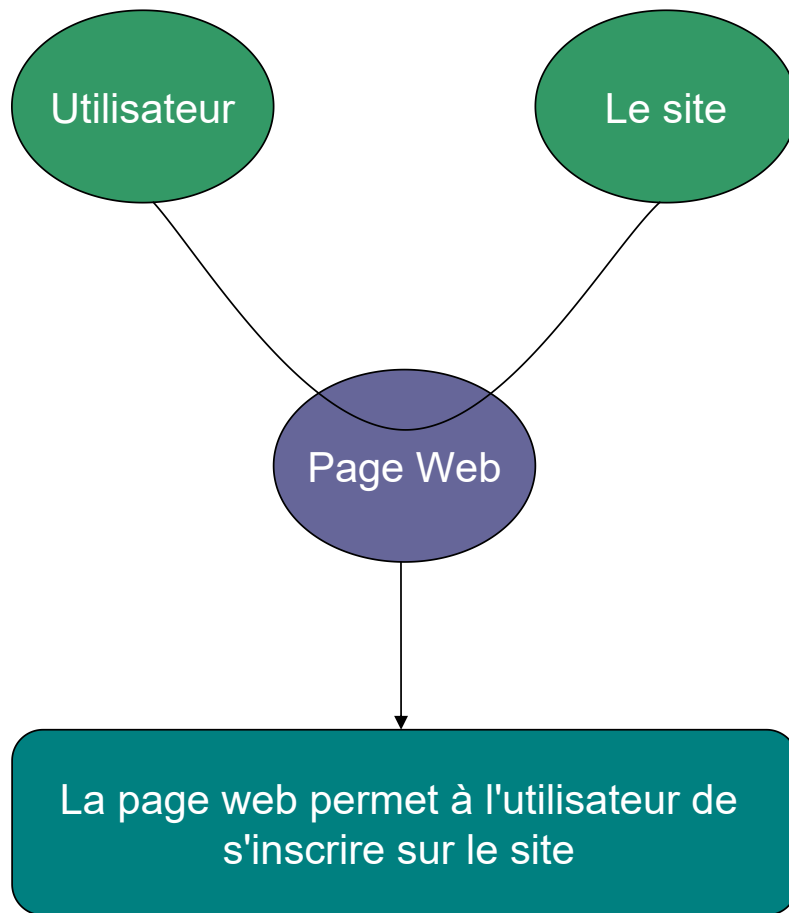 Utilisateur
Le site
Page Web
La page web permet à l'utilisateur de
s'inscrire sur le site